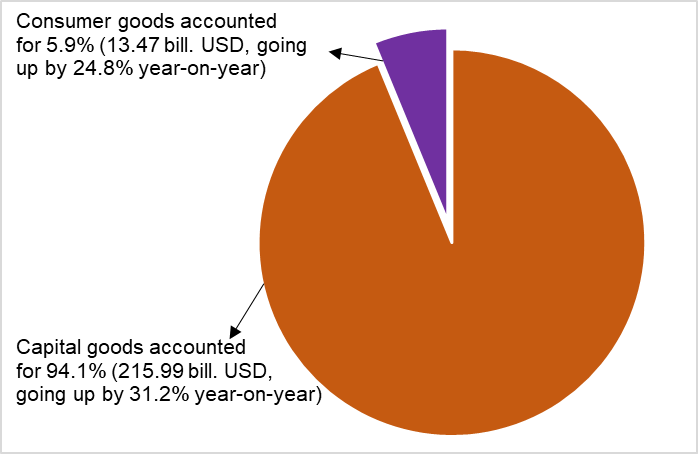 Consumer goods accounted
for 5.9% (13.47 bill. USD, going
up by 24.8% year-on-year)
Capital goods accounted
for 94.1% (215.99 bill. USD,
going up by 31.2% year-on-year)